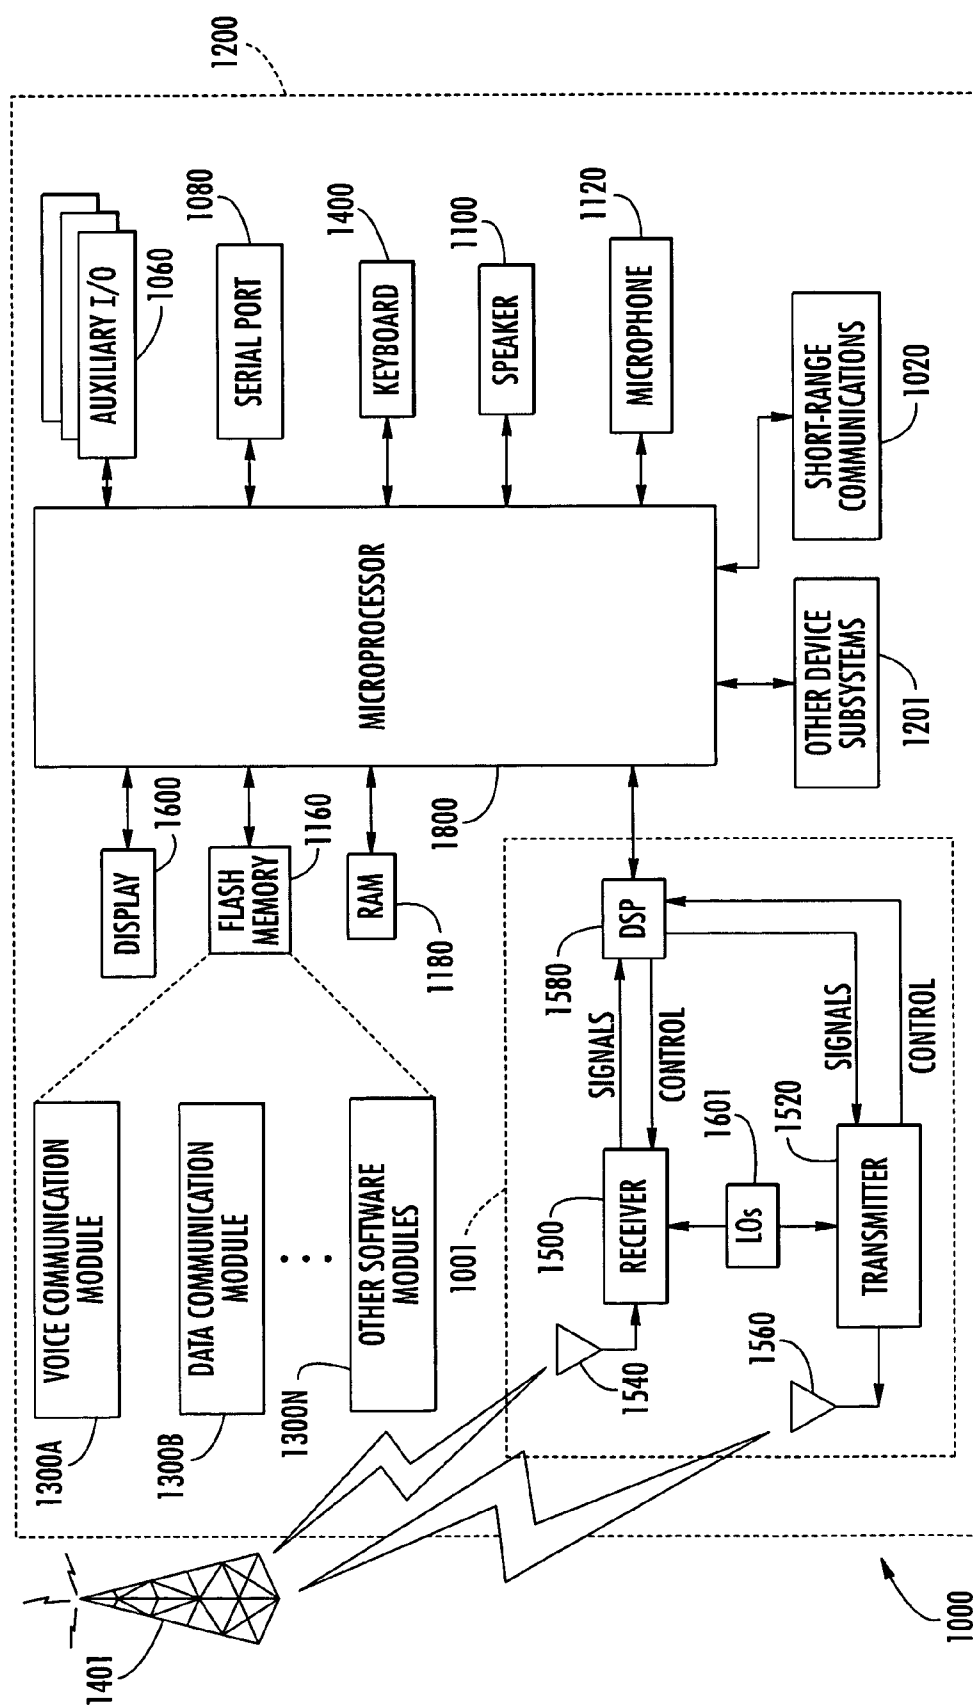 1200
AUXILIARY I/O
1060
SERIAL PORT
1080
KEYBOARD
1400
SPEAKER
1100
MICROPHONE
1120
SHORT-RANGE
COMMUNICATIONS
1020
OTHER DEVICE
SUBSYSTEMS
1201
MICROPROCESSOR
1800
DISPLAY
1600
FLASH
MEMORY
1160
RAM
1180
VOICE COMMUNICATION
MODULE
1300A
DATA COMMUNICATION
MODULE
1300B
OTHER SOFTWARE
MODULES
1300N
1001
DSP
1580
SIGNALS
CONTROL
SIGNALS
CONTROL
RECEIVER
1500
LOs
1601
TRANSMITTER
1520
1540
1560
1401
1000